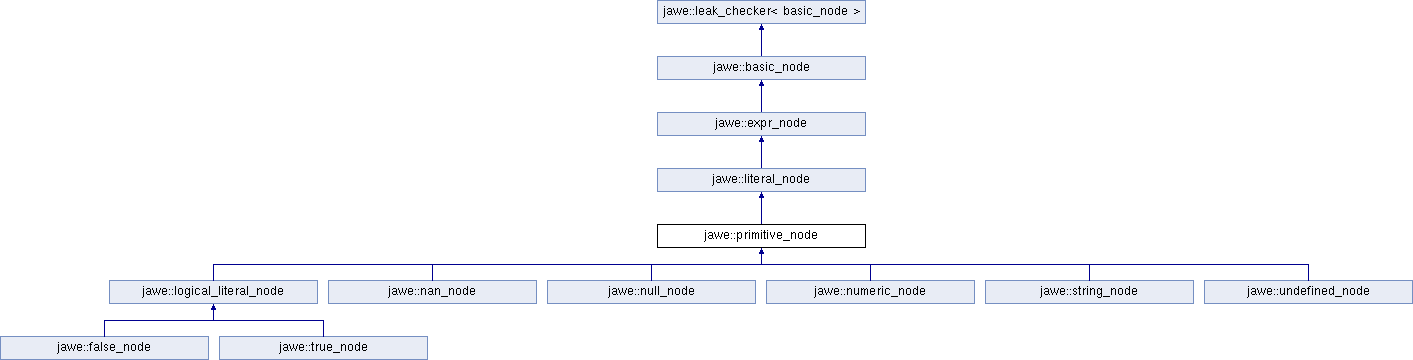 jawe::leak_checker< basic_node >
jawe::basic_node
jawe::expr_node
jawe::literal_node
jawe::primitive_node
jawe::logical_literal_node
jawe::nan_node
jawe::null_node
jawe::numeric_node
jawe::string_node
jawe::undefined_node
jawe::false_node
jawe::true_node